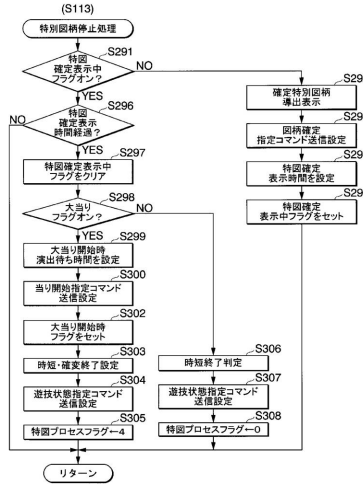 (S113)
特別図柄停止処理
S291
特図
確定表示中
フラグオン？
NO
YES
S296
特図
確定表示
時間経過？
NO
YES
S297
特図確定表示中
フラグをクリア
S298
大当り
フラグオン？
NO
YES
S299
大当り開始時
演出待ち時間を設定
S300
当り開始指定コマンド
送信設定
S302
大当り開始時
フラグをセット
S303
時短・確変終了設定
S304
遊技状態指定コマンド
送信設定
S305
特図プロセスフラグ←4
S306
時短終了判定
S307
遊技状態指定コマンド
送信設定
S308
特図プロセスフラグ←0
S29
確定特別図柄
導出表示
S29
図柄確定
指定コマンド送信設定
S29
特図確定
表示時間を設定
S29
特図確定
表示中フラグをセット
リターン